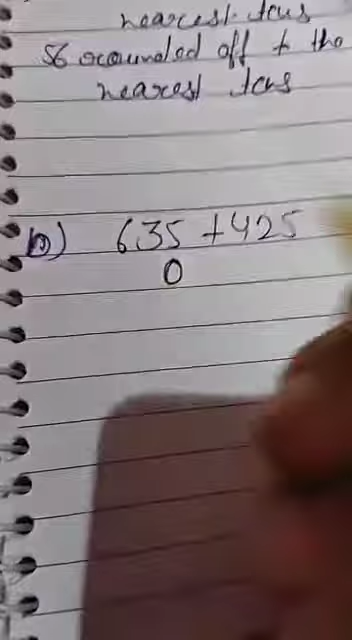 nearest tens
56 rounded off to the
nearest tens
b) 635 + 425
0